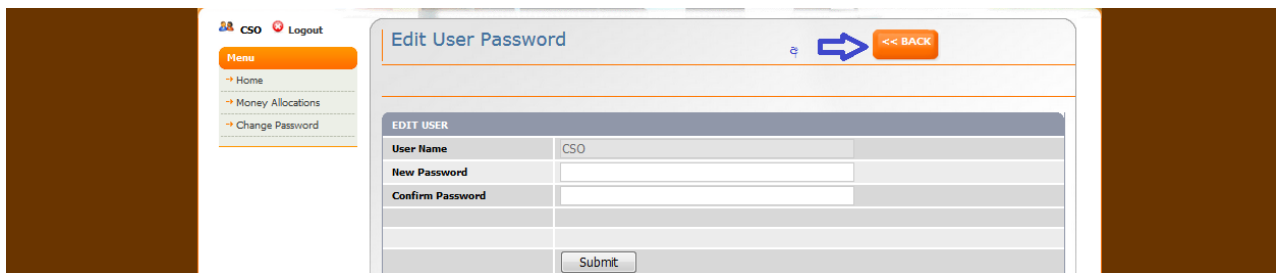 CSO Logout
Menu
Home
Money Allocations
Change Password
Edit User Password
අ
<< BACK
EDIT USER
User Name CSO
New Password
Confirm Password
Submit